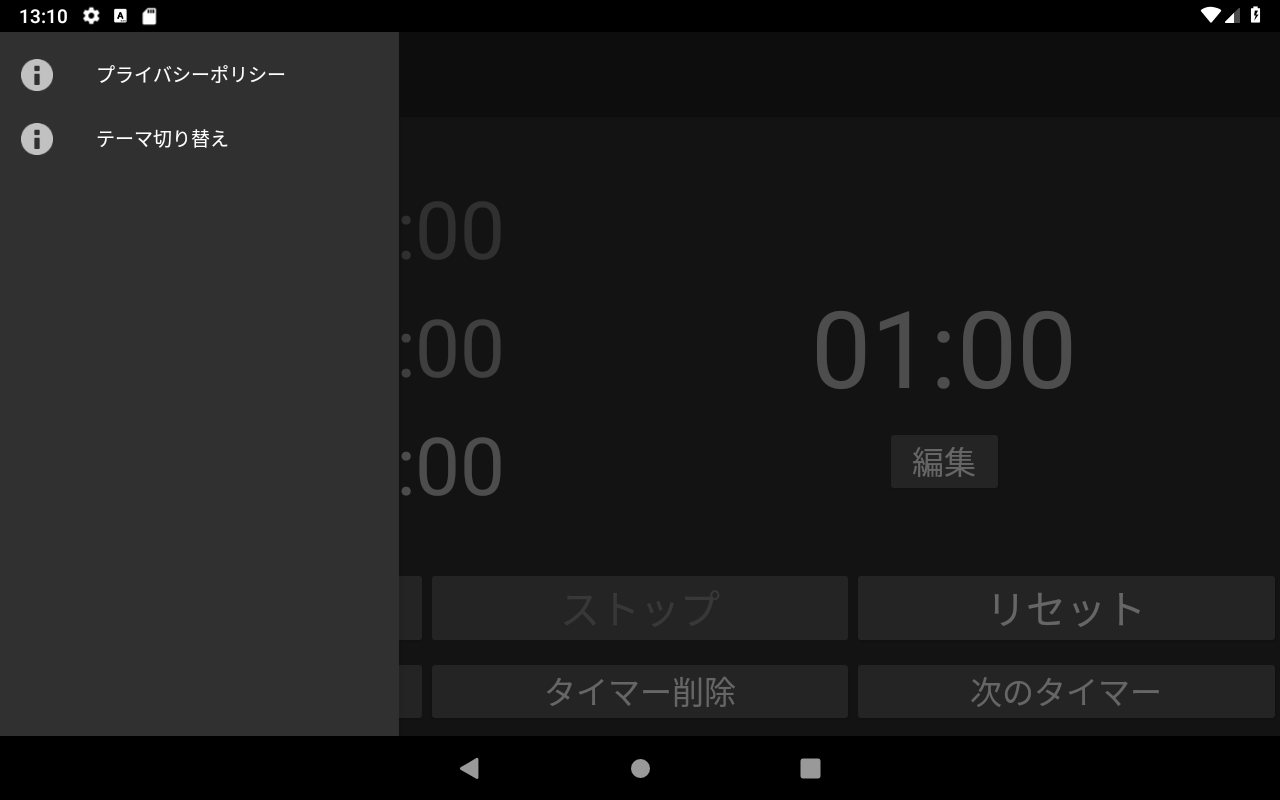 13:10
プライバシーポリシー
テーマ切り替え
:00
:00
01:00
:00
編集
ストップ
リセット
タイマー削除
次のタイマー